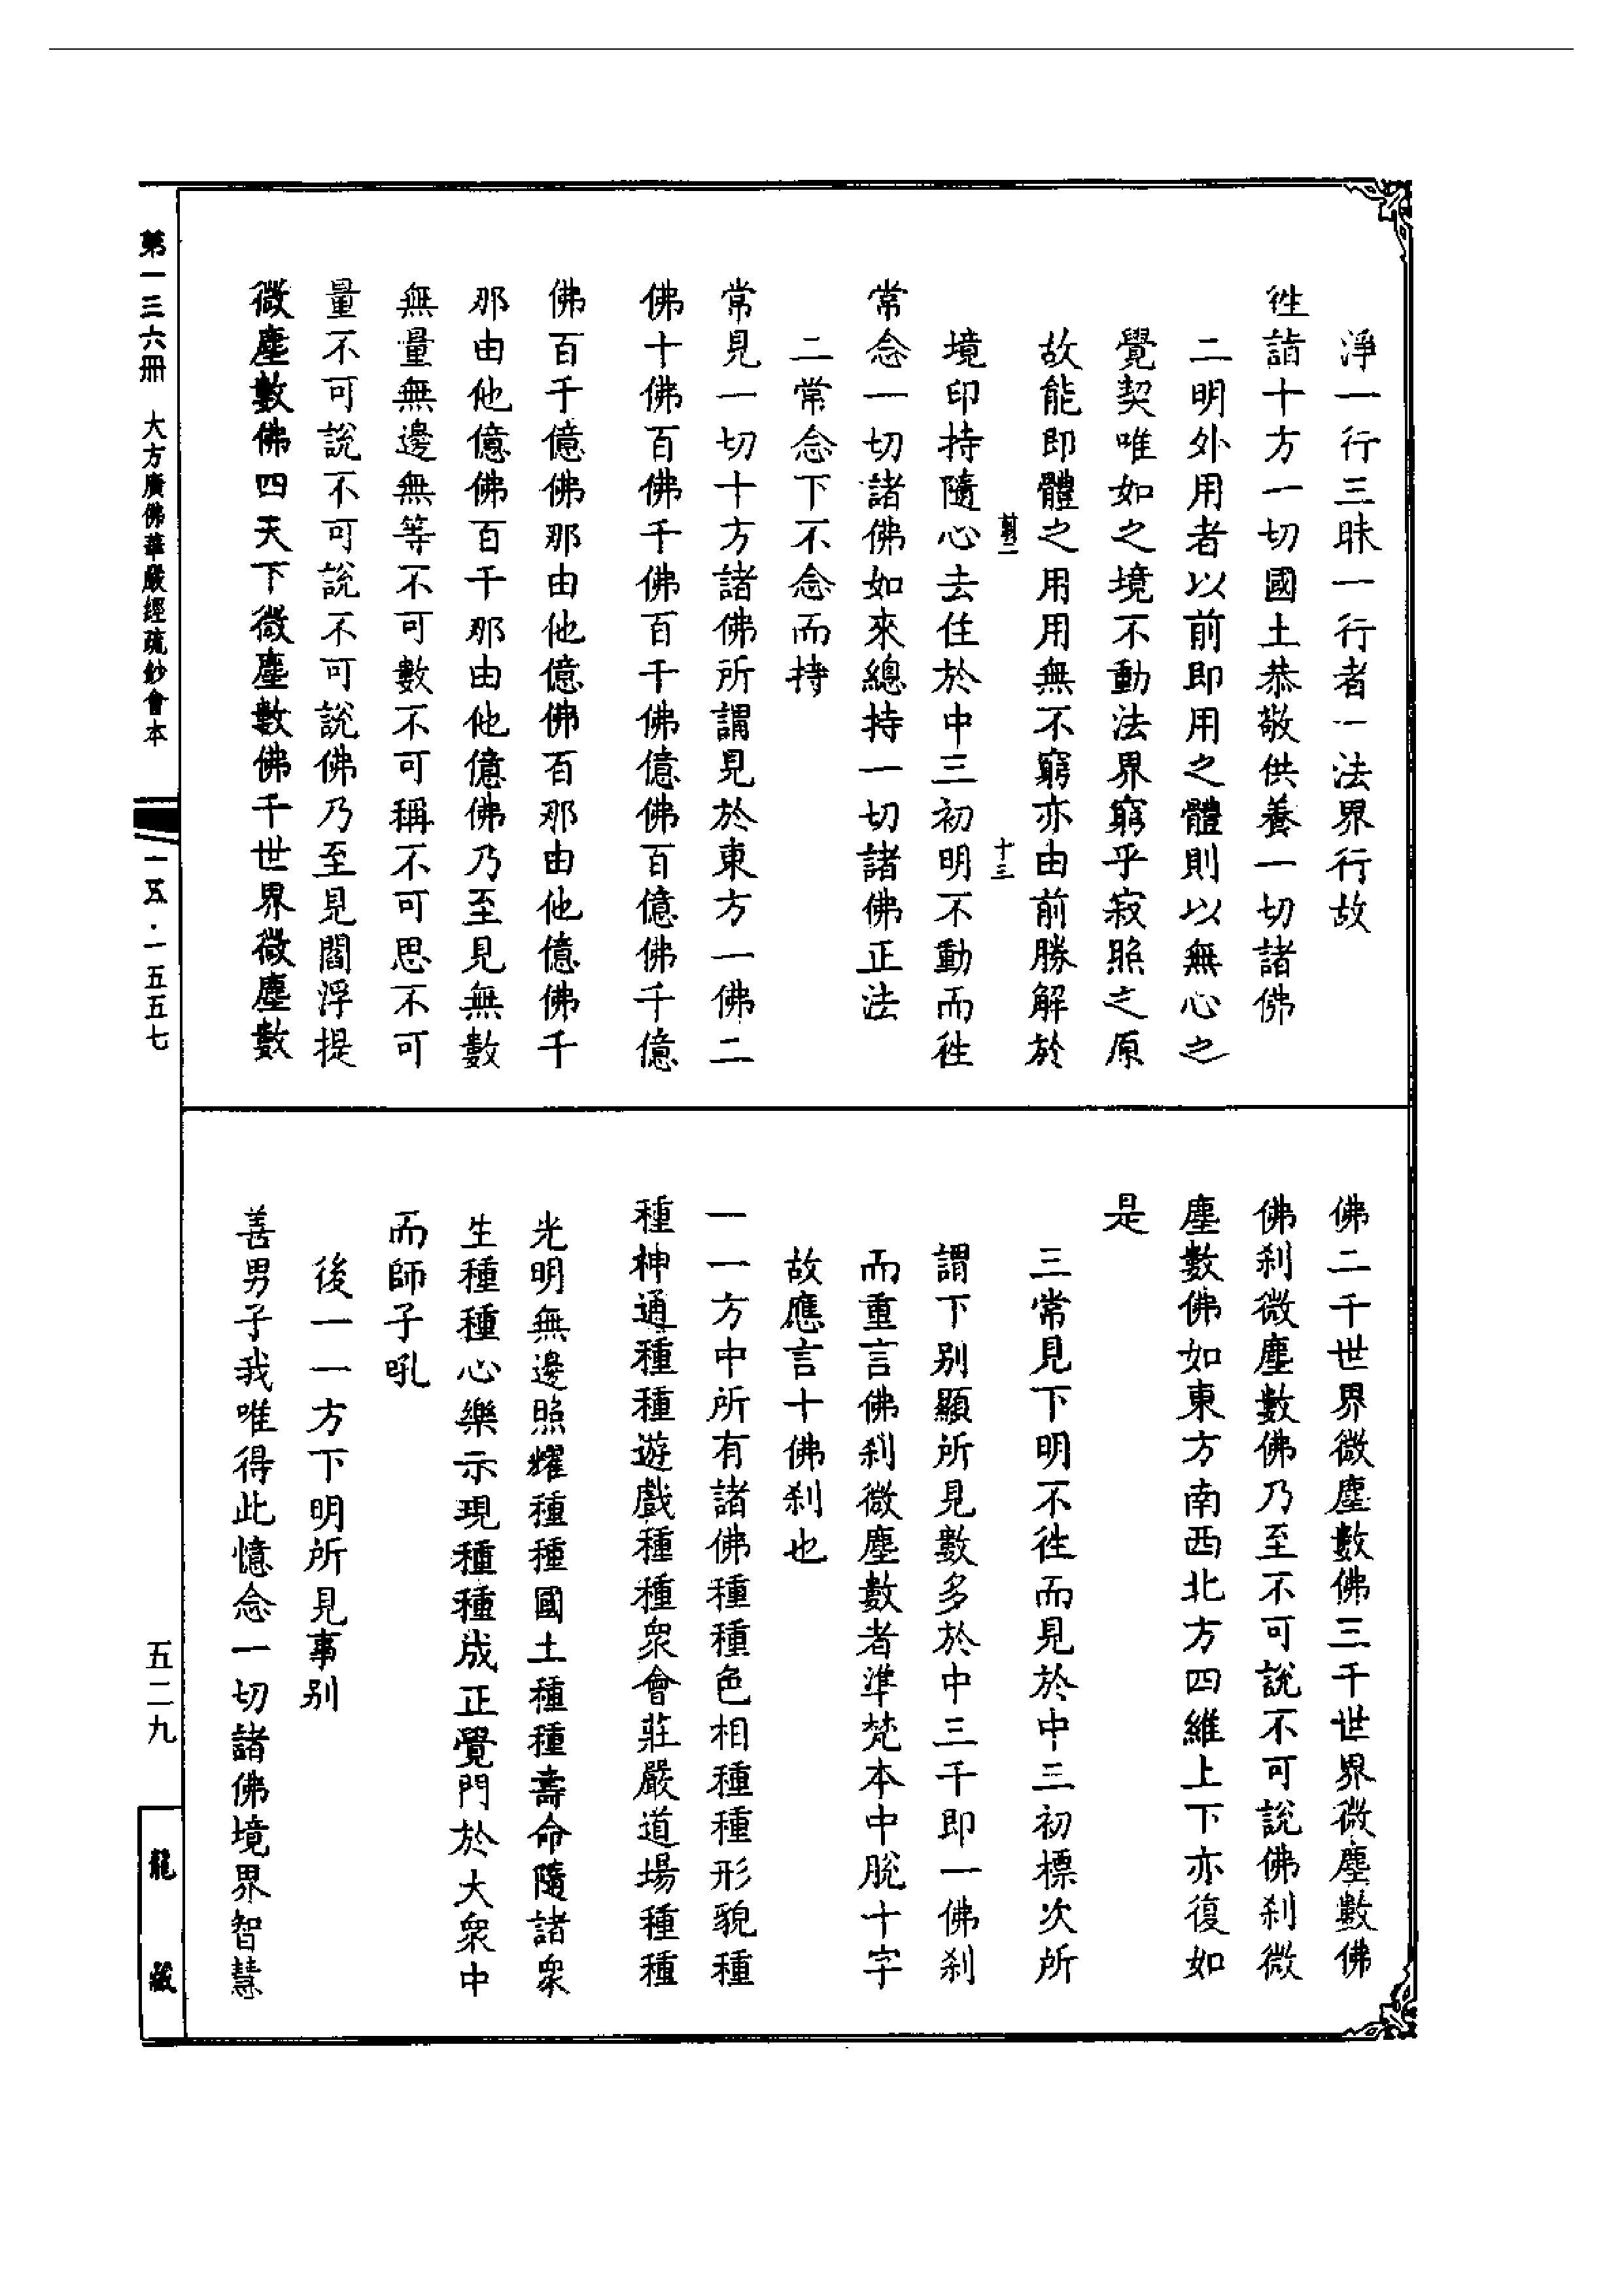 淨一行三昧一行者一法界行故
徃詣十方一切國土恭敬供養一切諸佛
二明外用者以前即用之體則以無心之
覺契唯如之境不動法界窮乎寂照之原
故能即體之用用無不窮亦由前勝解於
十三
境印持隨心去住於中三初明不動而徃
常念一切諸佛如來總持一切諸佛正法
二常念下不念而持
常見一切十方諸佛所謂見於東方一佛二
佛十佛百佛千佛百千佛億佛百億佛千億
佛百千億佛那由他億佛百那由他億佛千
那由他億佛百千那由他億佛乃至見無數
無量無邊無等不可數不可稱不可思不可
量不可說不可說不可說佛乃至見閻浮提
微塵數佛四天下微塵數佛千世界微塵數
佛二千世界微塵數佛三千世界微塵數佛
佛刹微塵數佛乃至不可說不可說佛刹微
塵數佛如東方南西北方四維上下亦復如
是
三常見下明不徃而見於中三初標次所
謂下別顯所見數多於中三千即一佛刹
而重言佛刹微塵數者準梵本中脫十字
故應言十佛刹也
一一方中所有諸佛種種色相種種形貌種
種神通種種遊戲種種衆會莊嚴道場種種
光明無邊照耀種種國土種種壽命隨諸衆
生種種心樂示現種種成正覺門於大衆中
而師子吼
後一一方下明所見事別
善男子我唯得此憶念一切諸佛境界智慧
第一三六冊 大方廣佛華嚴經疏鈔會本
一五五七
五二九
龍藏